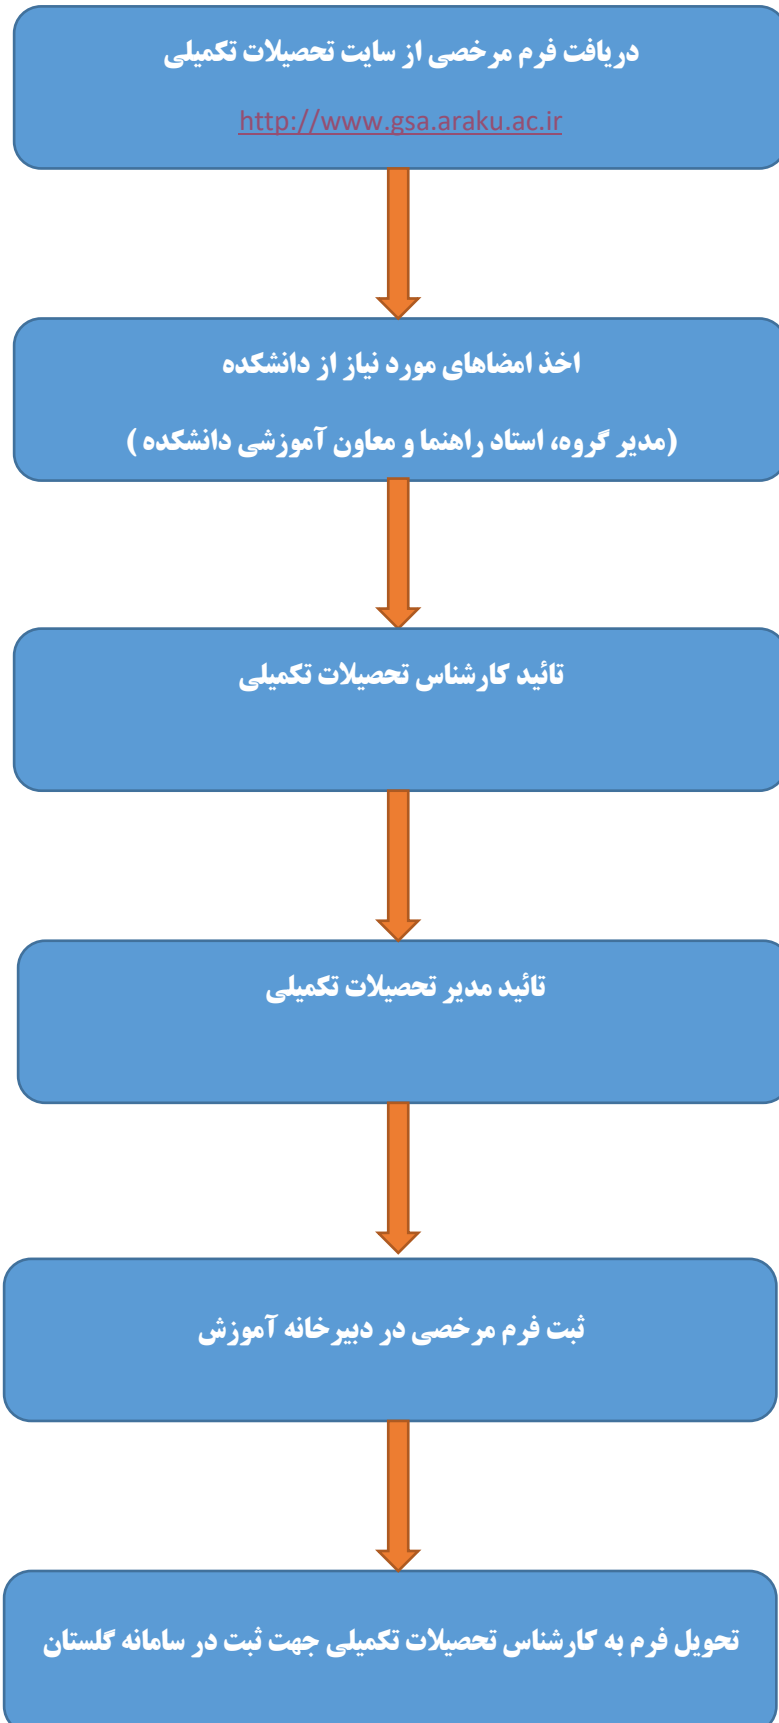 دریافت فرم مرخصی از سایت تحصیلات تکمیلی
http://www.gsa.araku.ac.ir
اخذ امضاهای مورد نیاز از دانشکده
(مدیر گروه، استاد راهنما و معاون آموزشی دانشکده )
تائید کارشناس تحصیلات تکمیلی
تائید مدیر تحصیلات تکمیلی
ثبت فرم مرخصی در دبیرخانه آموزش
تحویل فرم به کارشناس تحصیلات تکمیلی جهت ثبت در سامانه گلستان